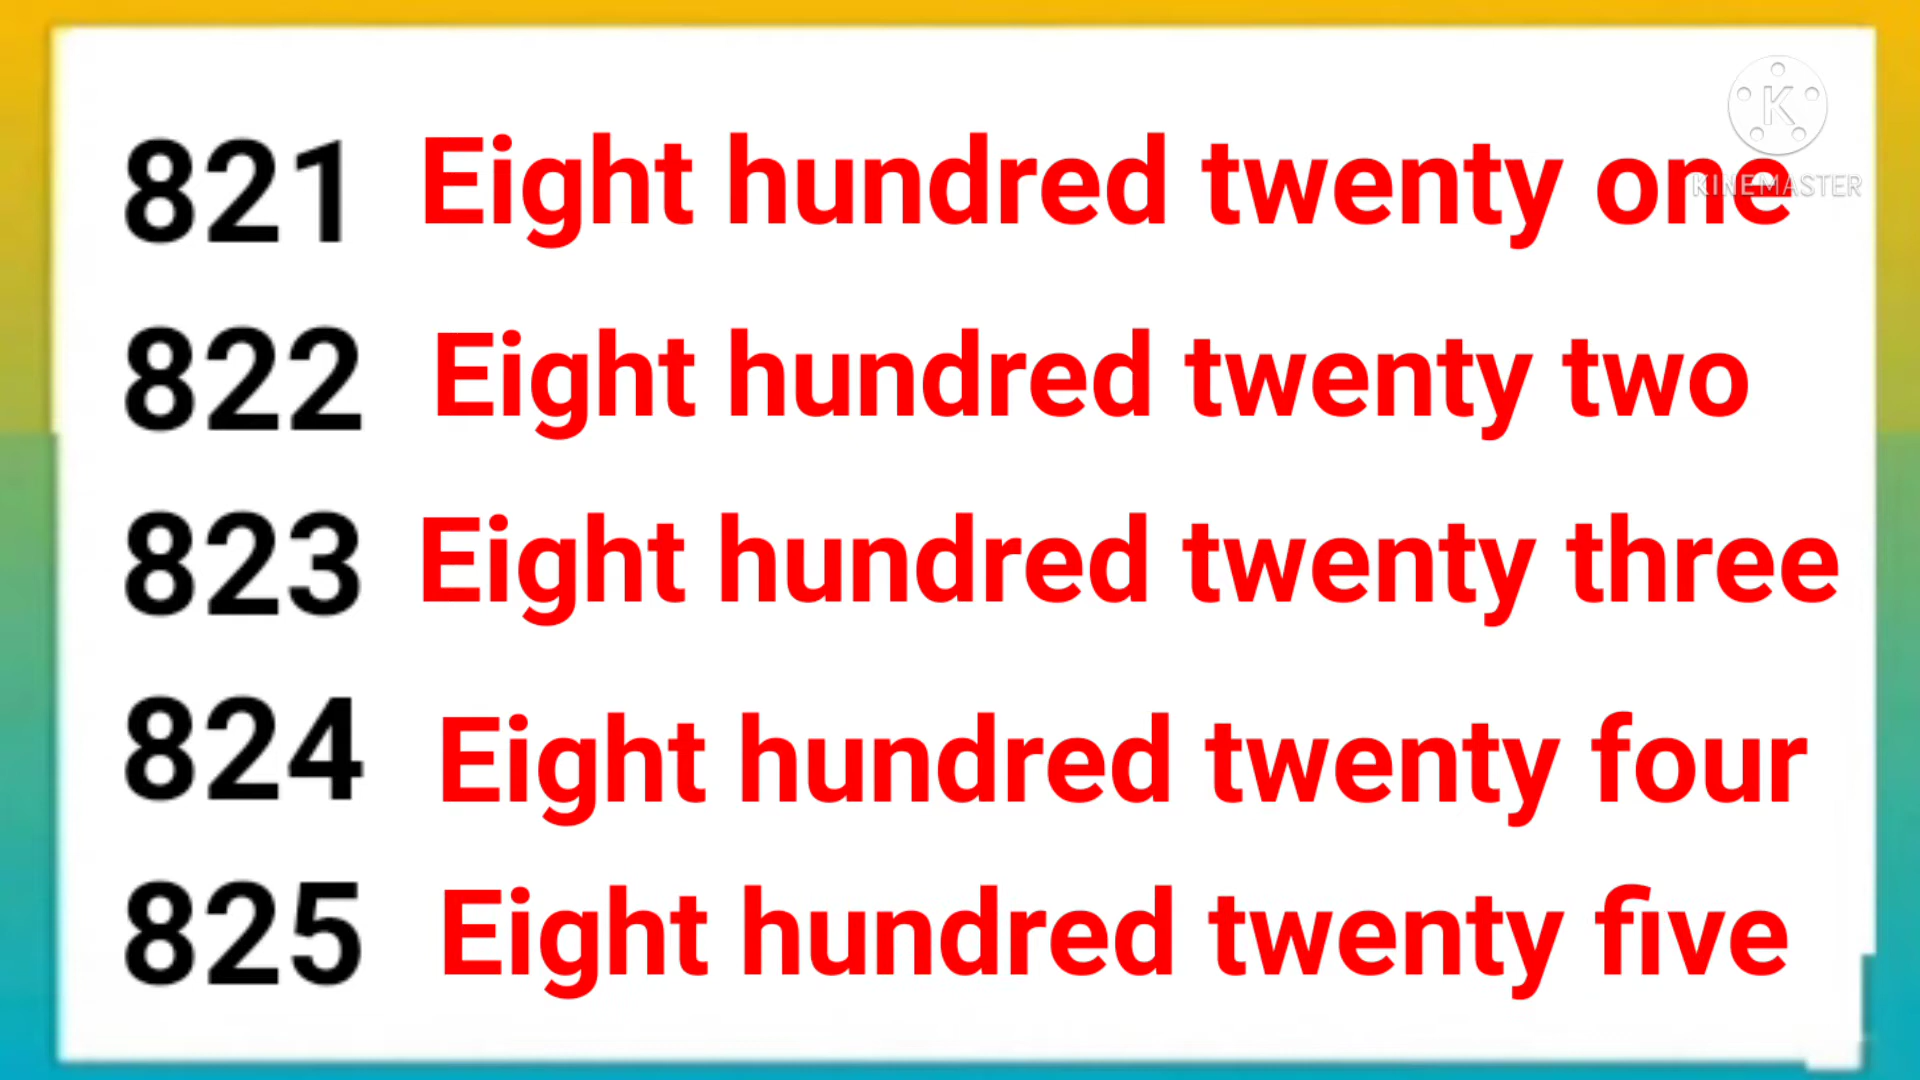 821 Eight hundred twenty one
KINEMASTER
822 Eight hundred twenty two
823 Eight hundred twenty three
824 Eight hundred twenty four
825 Eight hundred twenty five